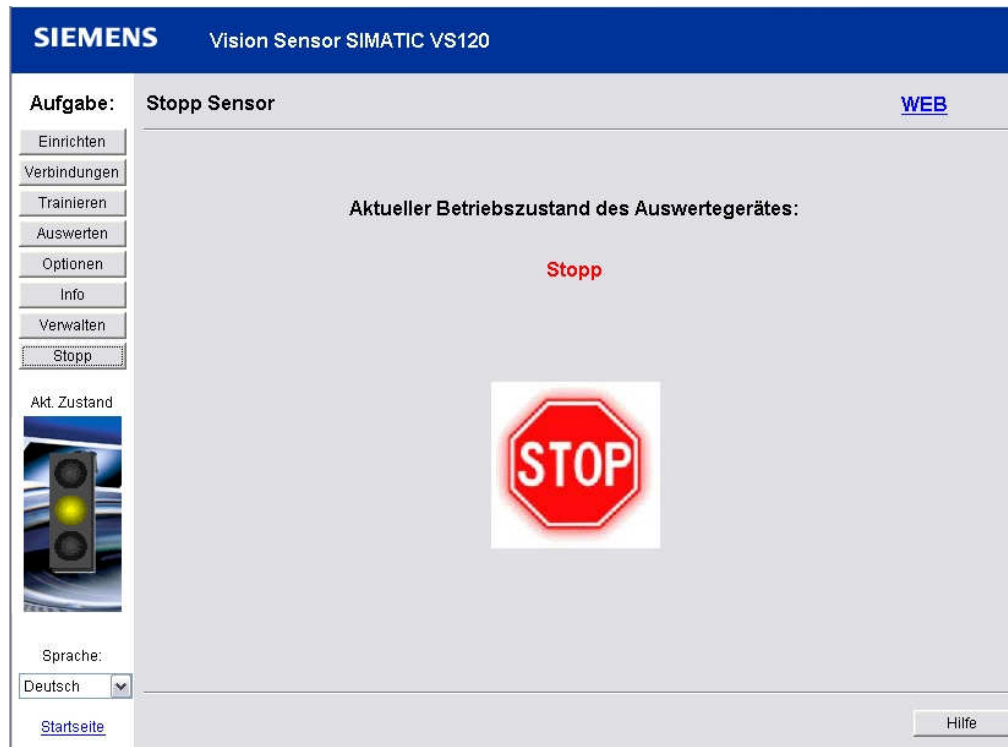 SIEMENS Vision Sensor SIMATIC VS120
Aufgabe:
Stopp Sensor
WEB
Einrichten
Verbindungen
Trainieren
Auswerten
Optionen
Info
Verwalten
Stopp
Aktueller Betriebszustand des Auswertegerätes:
Stopp
STOP
Akt. Zustand
Sprache:
Deutsch
Startseite
Hilfe